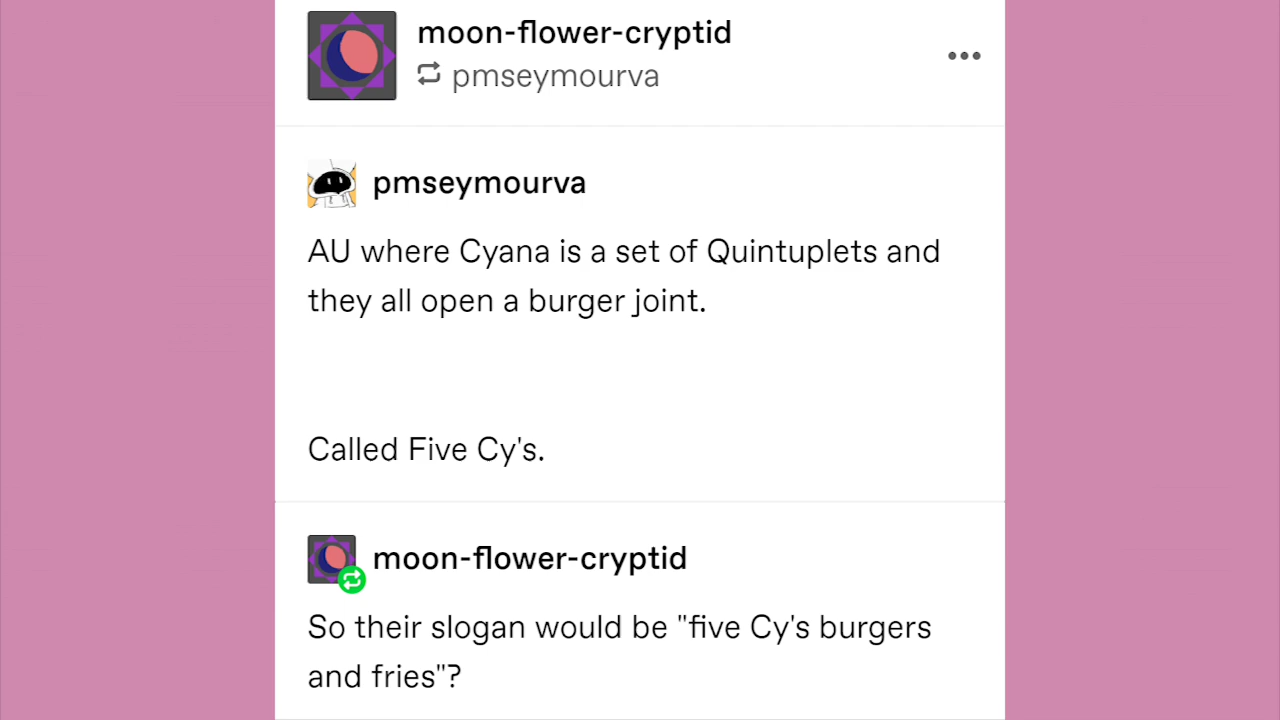 moon-flower-cryptid
pmseymourva
pmseymourva
AU where Cyana is a set of Quintuplets and
they all open a burger joint.
Called Five Cy's.
moon-flower-cryptid
So their slogan would be "five Cy's burgers
and fries"?